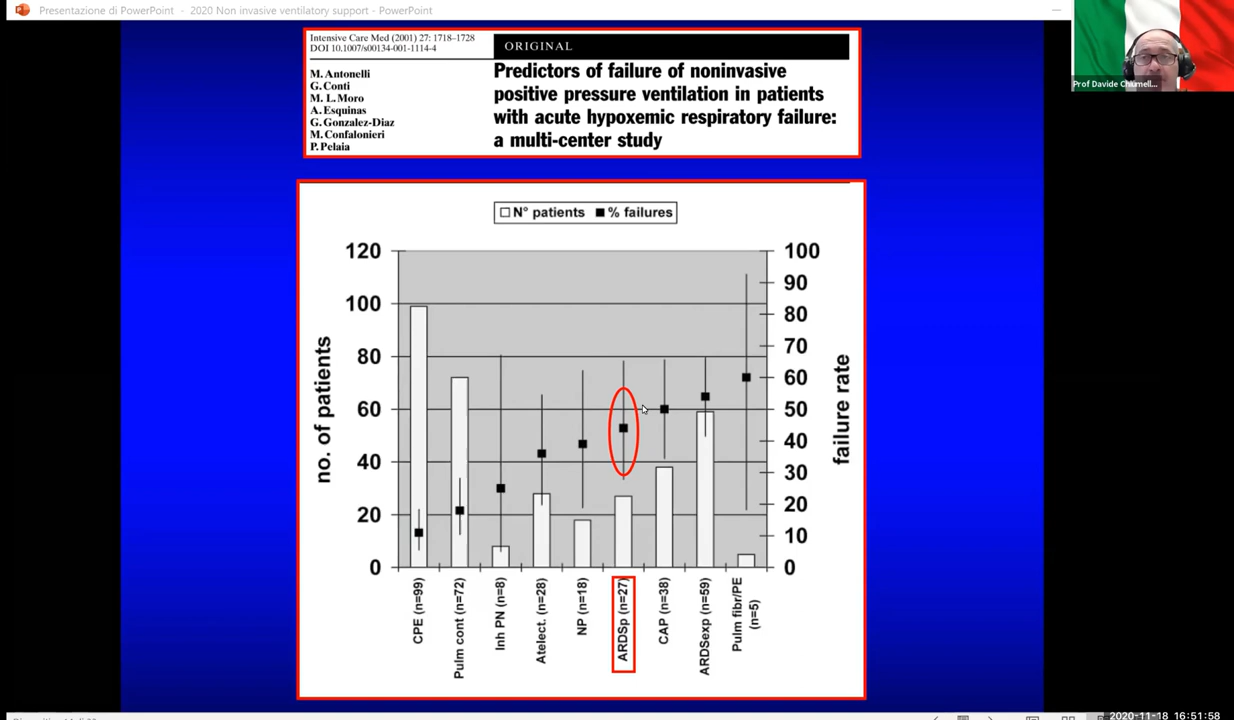 Presentazione di PowerPoint - 2020 Non invasive ventilatory support - PowerPoint
Prof Davide Chiumell...
Intensive Care Med (2001) 27: 1718–1728
DOI 10.1007/s00134-001-1114-4
ORIGINAL
M. Antonelli
G. Conti
M. L. Moro
A. Esquinas
G. Gonzalez-Diaz
M. Confalonieri
P. Pelaia
Predictors of failure of noninvasive
positive pressure ventilation in patients
with acute hypoxemic respiratory failure:
a multi-center study
N° patients % failures
no. of patients
120
100
80
60
40
20
0
100
90
80
70
60
50
40
30
20
10
0
failure rate
CPE (n=99)
Pulm cont (n=72)
Inh PN (n=8)
Atelect. (n=28)
NP (n=18)
ARDSp (n=27)
CAP (n=38)
ARDSexp (n=59)
Pulm fibr/PE
(n=5)
2020-11-18 16:51:58